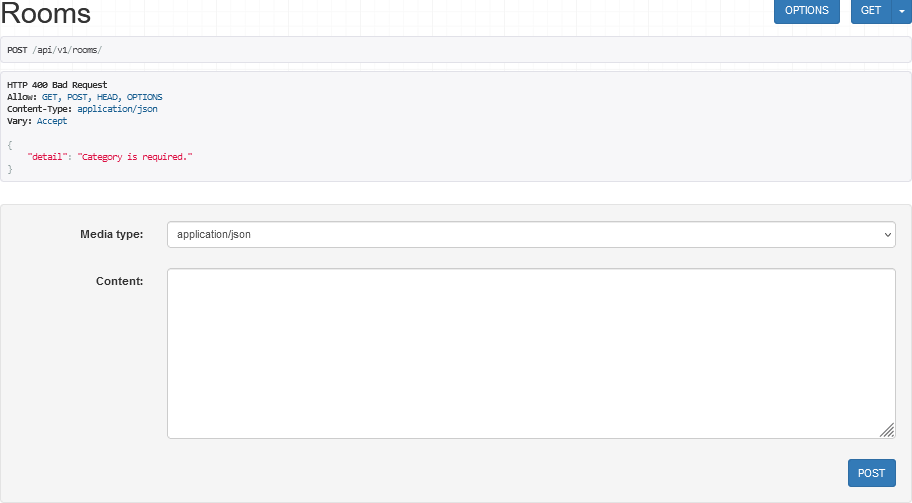 Rooms
OPTIONS
GET
POST /api/v1/rooms/
HTTP 400 Bad Request
Allow: GET, POST, HEAD, OPTIONS
Content-Type: application/json
Vary: Accept
{
"detail": "Category is required."
}
Media type:
application/json
Content:
POST